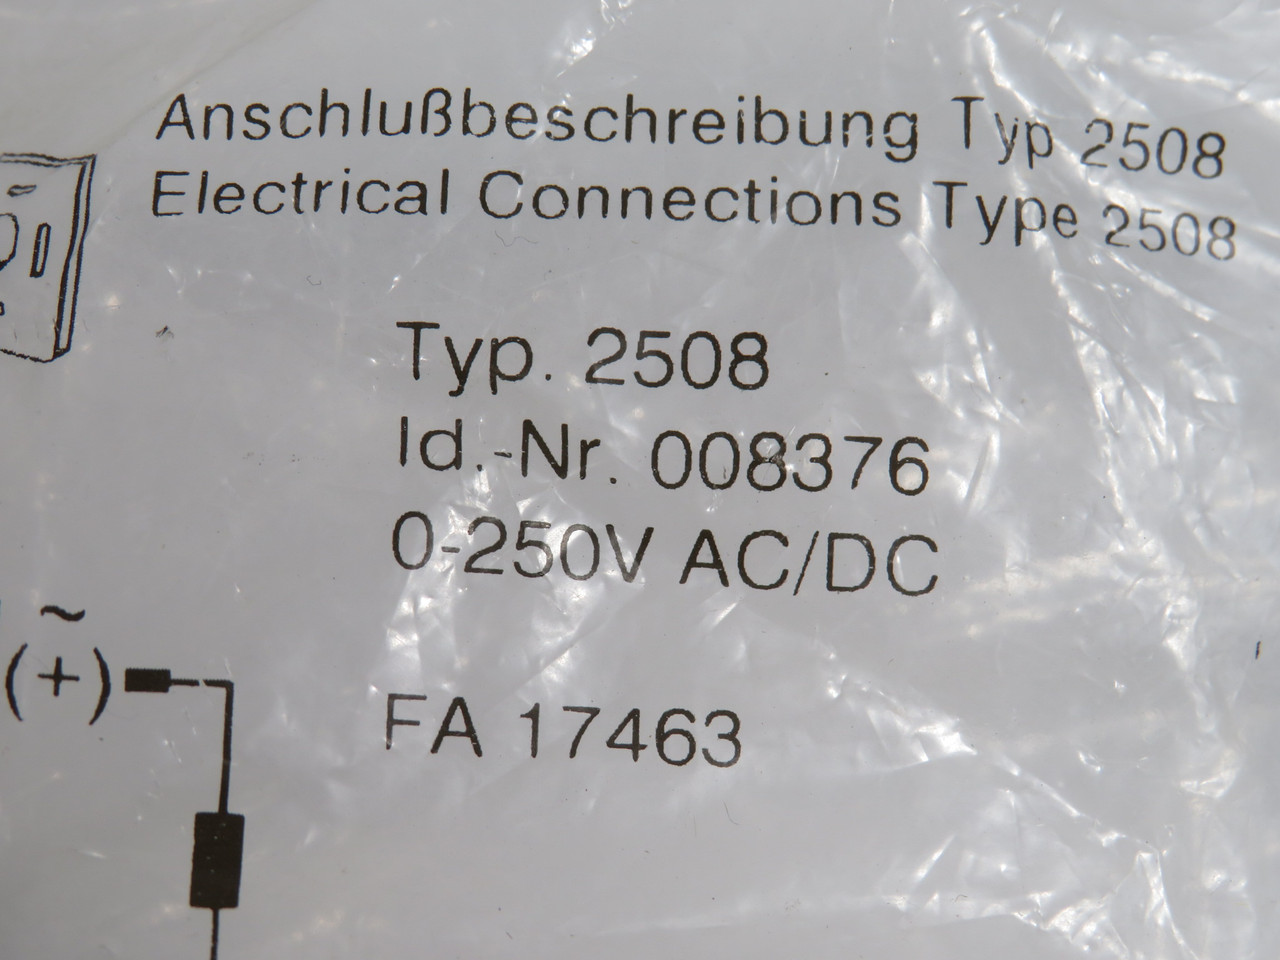 Anschlußbeschreibung Typ 2508
Electrical Connections Type 2508
Typ. 2508
Id.-Nr. 008376
0-250V AC/DC
~
(+)
FA 17463